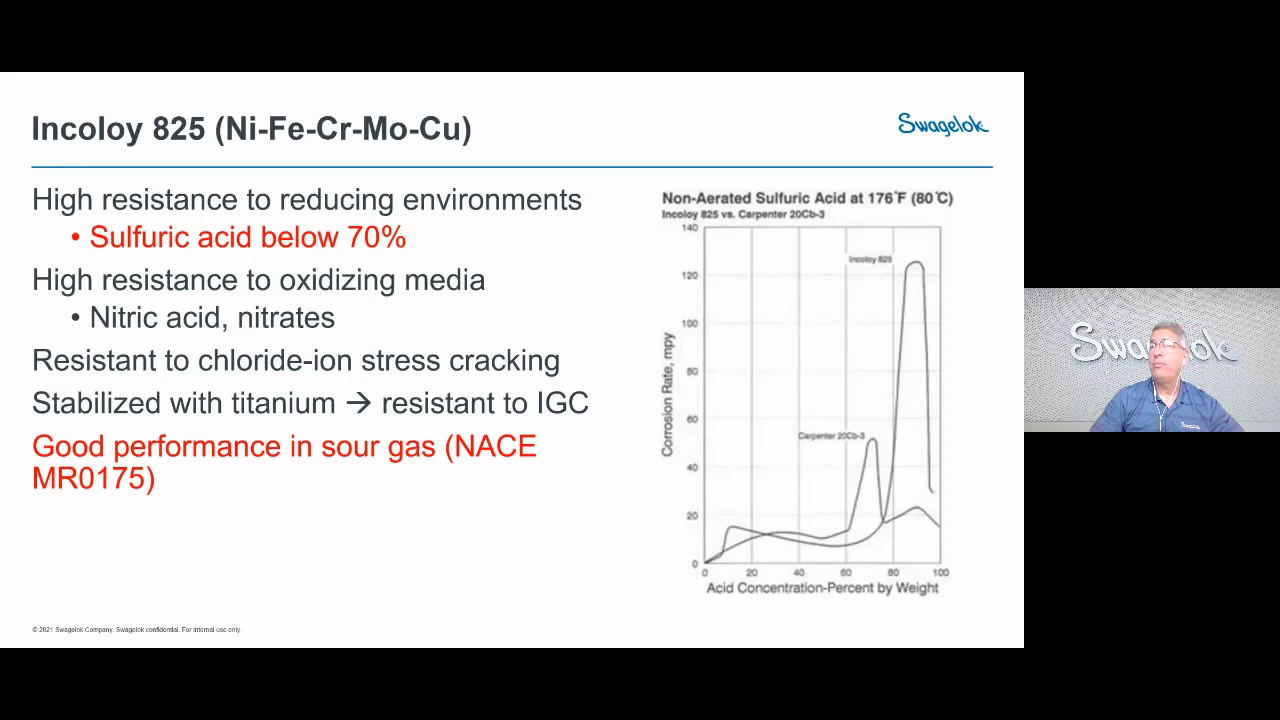 Incoloy 825 (Ni-Fe-Cr-Mo-Cu)
Swagelok
High resistance to reducing environments
• Sulfuric acid below 70%
High resistance to oxidizing media
• Nitric acid, nitrates
Resistant to chloride-ion stress cracking
Stabilized with titanium → resistant to IGC
Good performance in sour gas (NACE
MR0175)
Non-Aerated Sulfuric Acid at 176°F (80°C)
Incoloy 825 vs. Carpenter 20Cb-3
140
120
100
80
60
40
20
0
Corrosion Rate, mpy
Incoloy 825
Carpenter 20Cb-3
0 20 40 60 80 100
Acid Concentration-Percent by Weight
© 2021 Swagelok Company, Swagelok confidential. For internal use only.
Swagelok